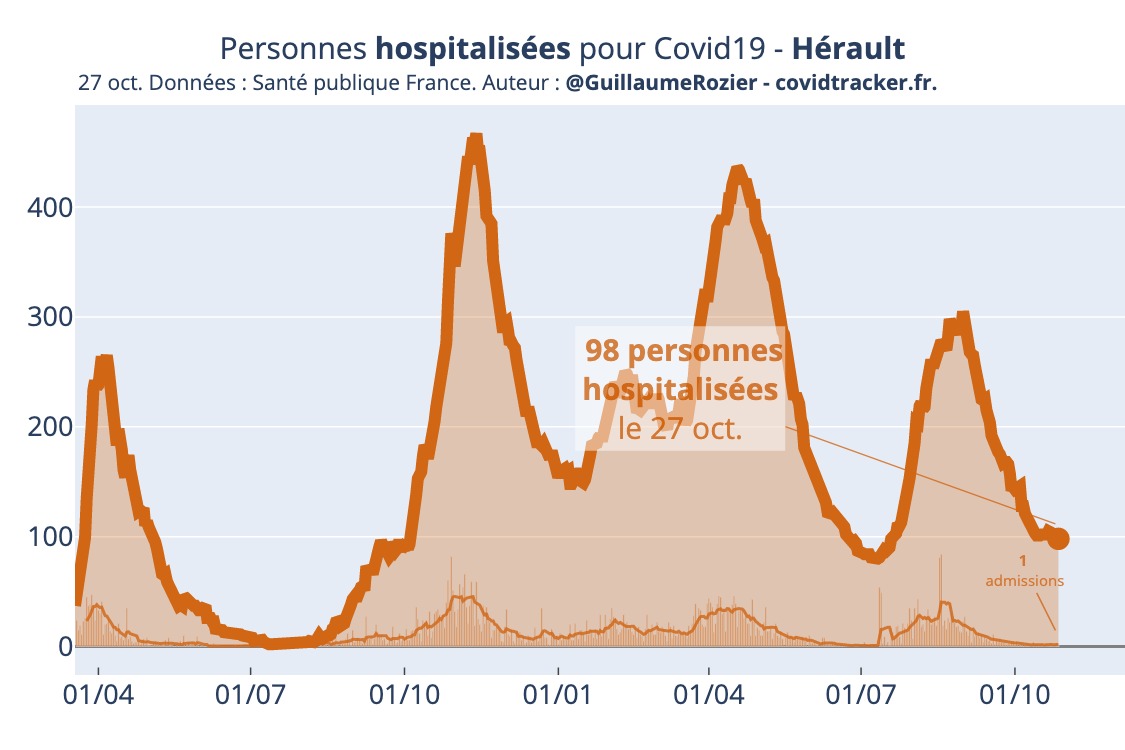 Personnes hospitalisées pour Covid19 - Hérault
27 oct. Données : Santé publique France. Auteur : @GuillaumeRozier - covidtracker.fr.
400
300
98 personnes
hospitalisées
le 27 oct.
200
100
1
admissions
0
01/04 01/07 01/10 01/01 01/04 01/07 01/10